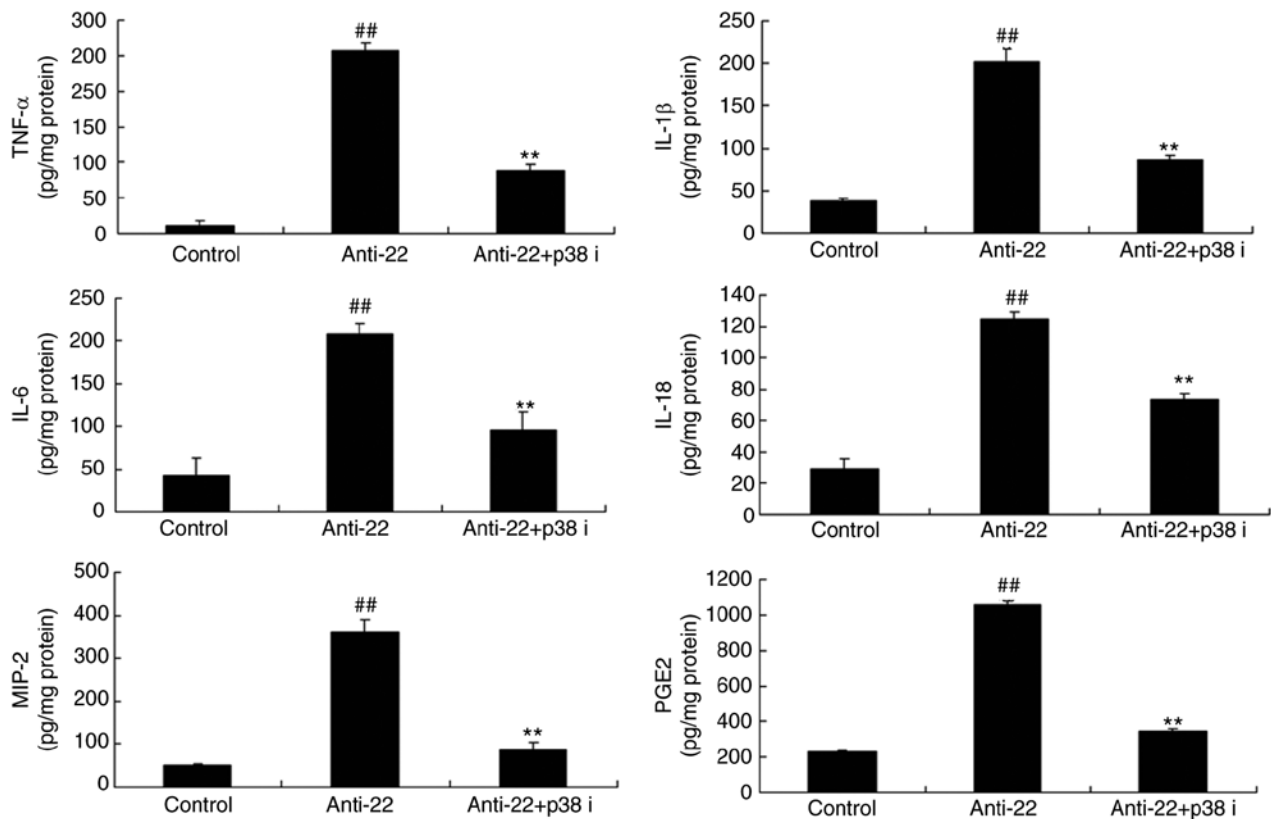 TNF-α
(pg/mg protein)
300
200
250
150
100
50
0
##
**
Control
Anti-22
Anti-22+p38 i
IL-1β
(pg/mg protein)
250
200
150
100
50
0
##
**
Control
Anti-22
Anti-22+p38 i
IL-6
(pg/mg protein)
250
200
150
100
50
0
##
**
Control
Anti-22
Anti-22+p38 i
IL-18
(pg/mg protein)
140
120
100
80
60
40
20
0
##
**
Control
Anti-22
Anti-22+p38 i
MIP-2
(pg/mg protein)
500
400
300
200
100
0
##
**
Control
Anti-22
Anti-22+p38 i
PGE2
(pg/mg protein)
1200
1000
800
600
400
200
0
##
**
Control
Anti-22
Anti-22+p38 i